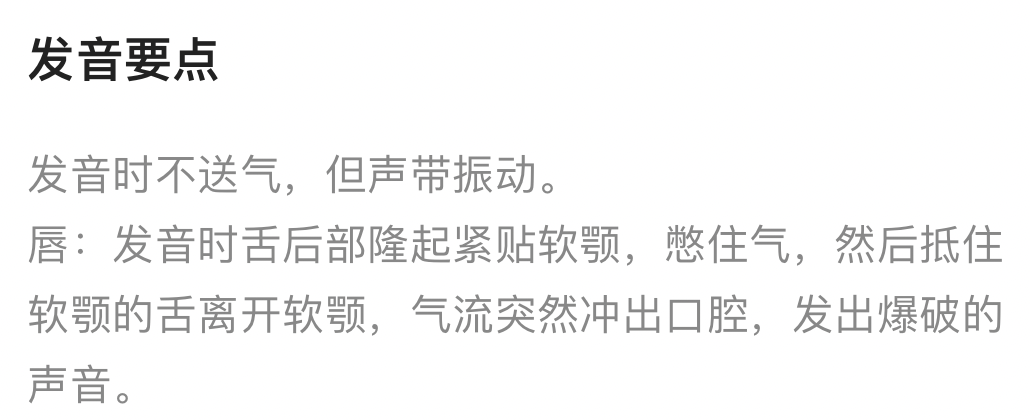 发音要点
发音时不送气，但声带振动。
唇：发音时舌后部隆起紧贴软颚，憋住气，然后抵住
软颚的舌离开软颚，气流突然冲出口腔，发出爆破的
声音。